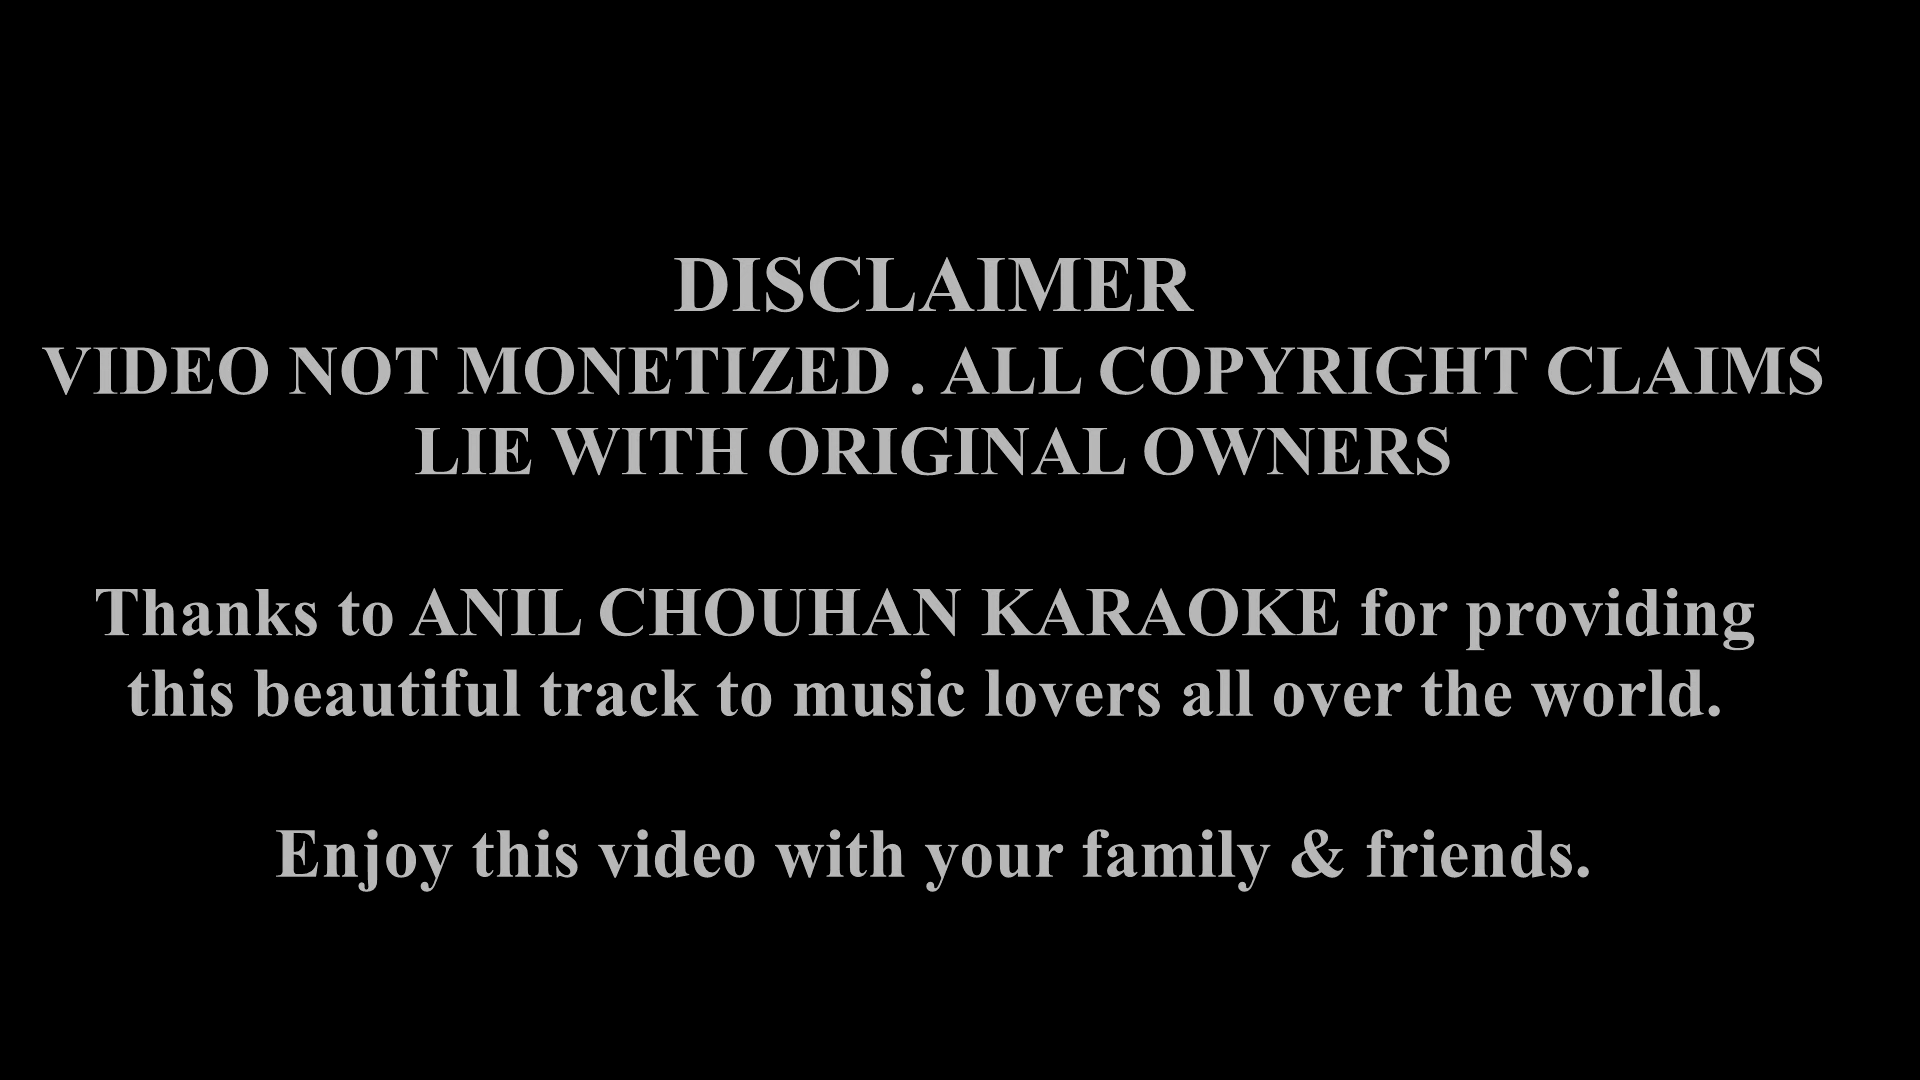 DISCLAIMER
VIDEO NOT MONETIZED . ALL COPYRIGHT CLAIMS
LIE WITH ORIGINAL OWNERS
Thanks to ANIL CHOUHAN KARAOKE for providing
this beautiful track to music lovers all over the world.
Enjoy this video with your family & friends.